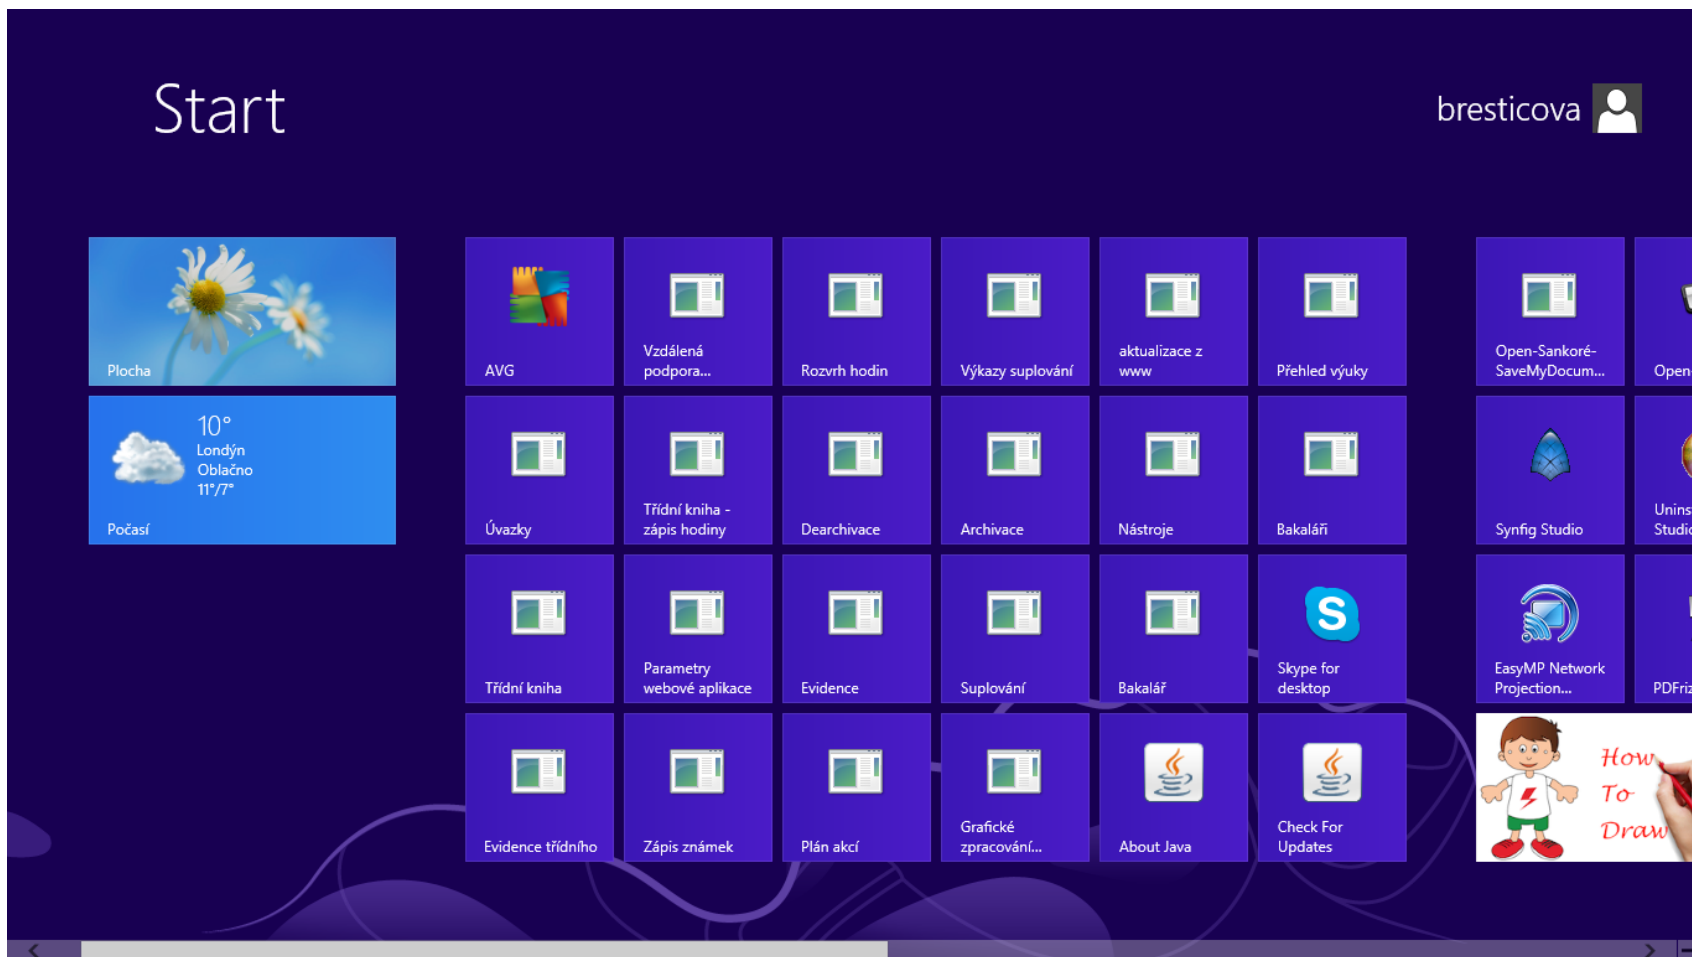 Start
bresticova
Plocha
10°
Londýn
Oblačno
11°/7°
Počasí
AVG
Vzdálená
podpora...
Rozvrh hodin
Výkazy suplování
aktualizace z
www
Přehled výuky
Úvazky
Třídní kniha -
zápis hodiny
Dearchivace
Archivace
Nástroje
Bakaláři
Třídní kniha
Parametry
webové aplikace
Evidence
Suplování
Bakalář
S
Skype for
desktop
Evidence třídního
Zápis známek
Plán akcí
Grafické
zpracování...
About Java
Check For
Updates
Open-Sankoré-
SaveMyDocum...
Open-
Synfig Studio
EasyMP Network
Projection...
How
To
Draw